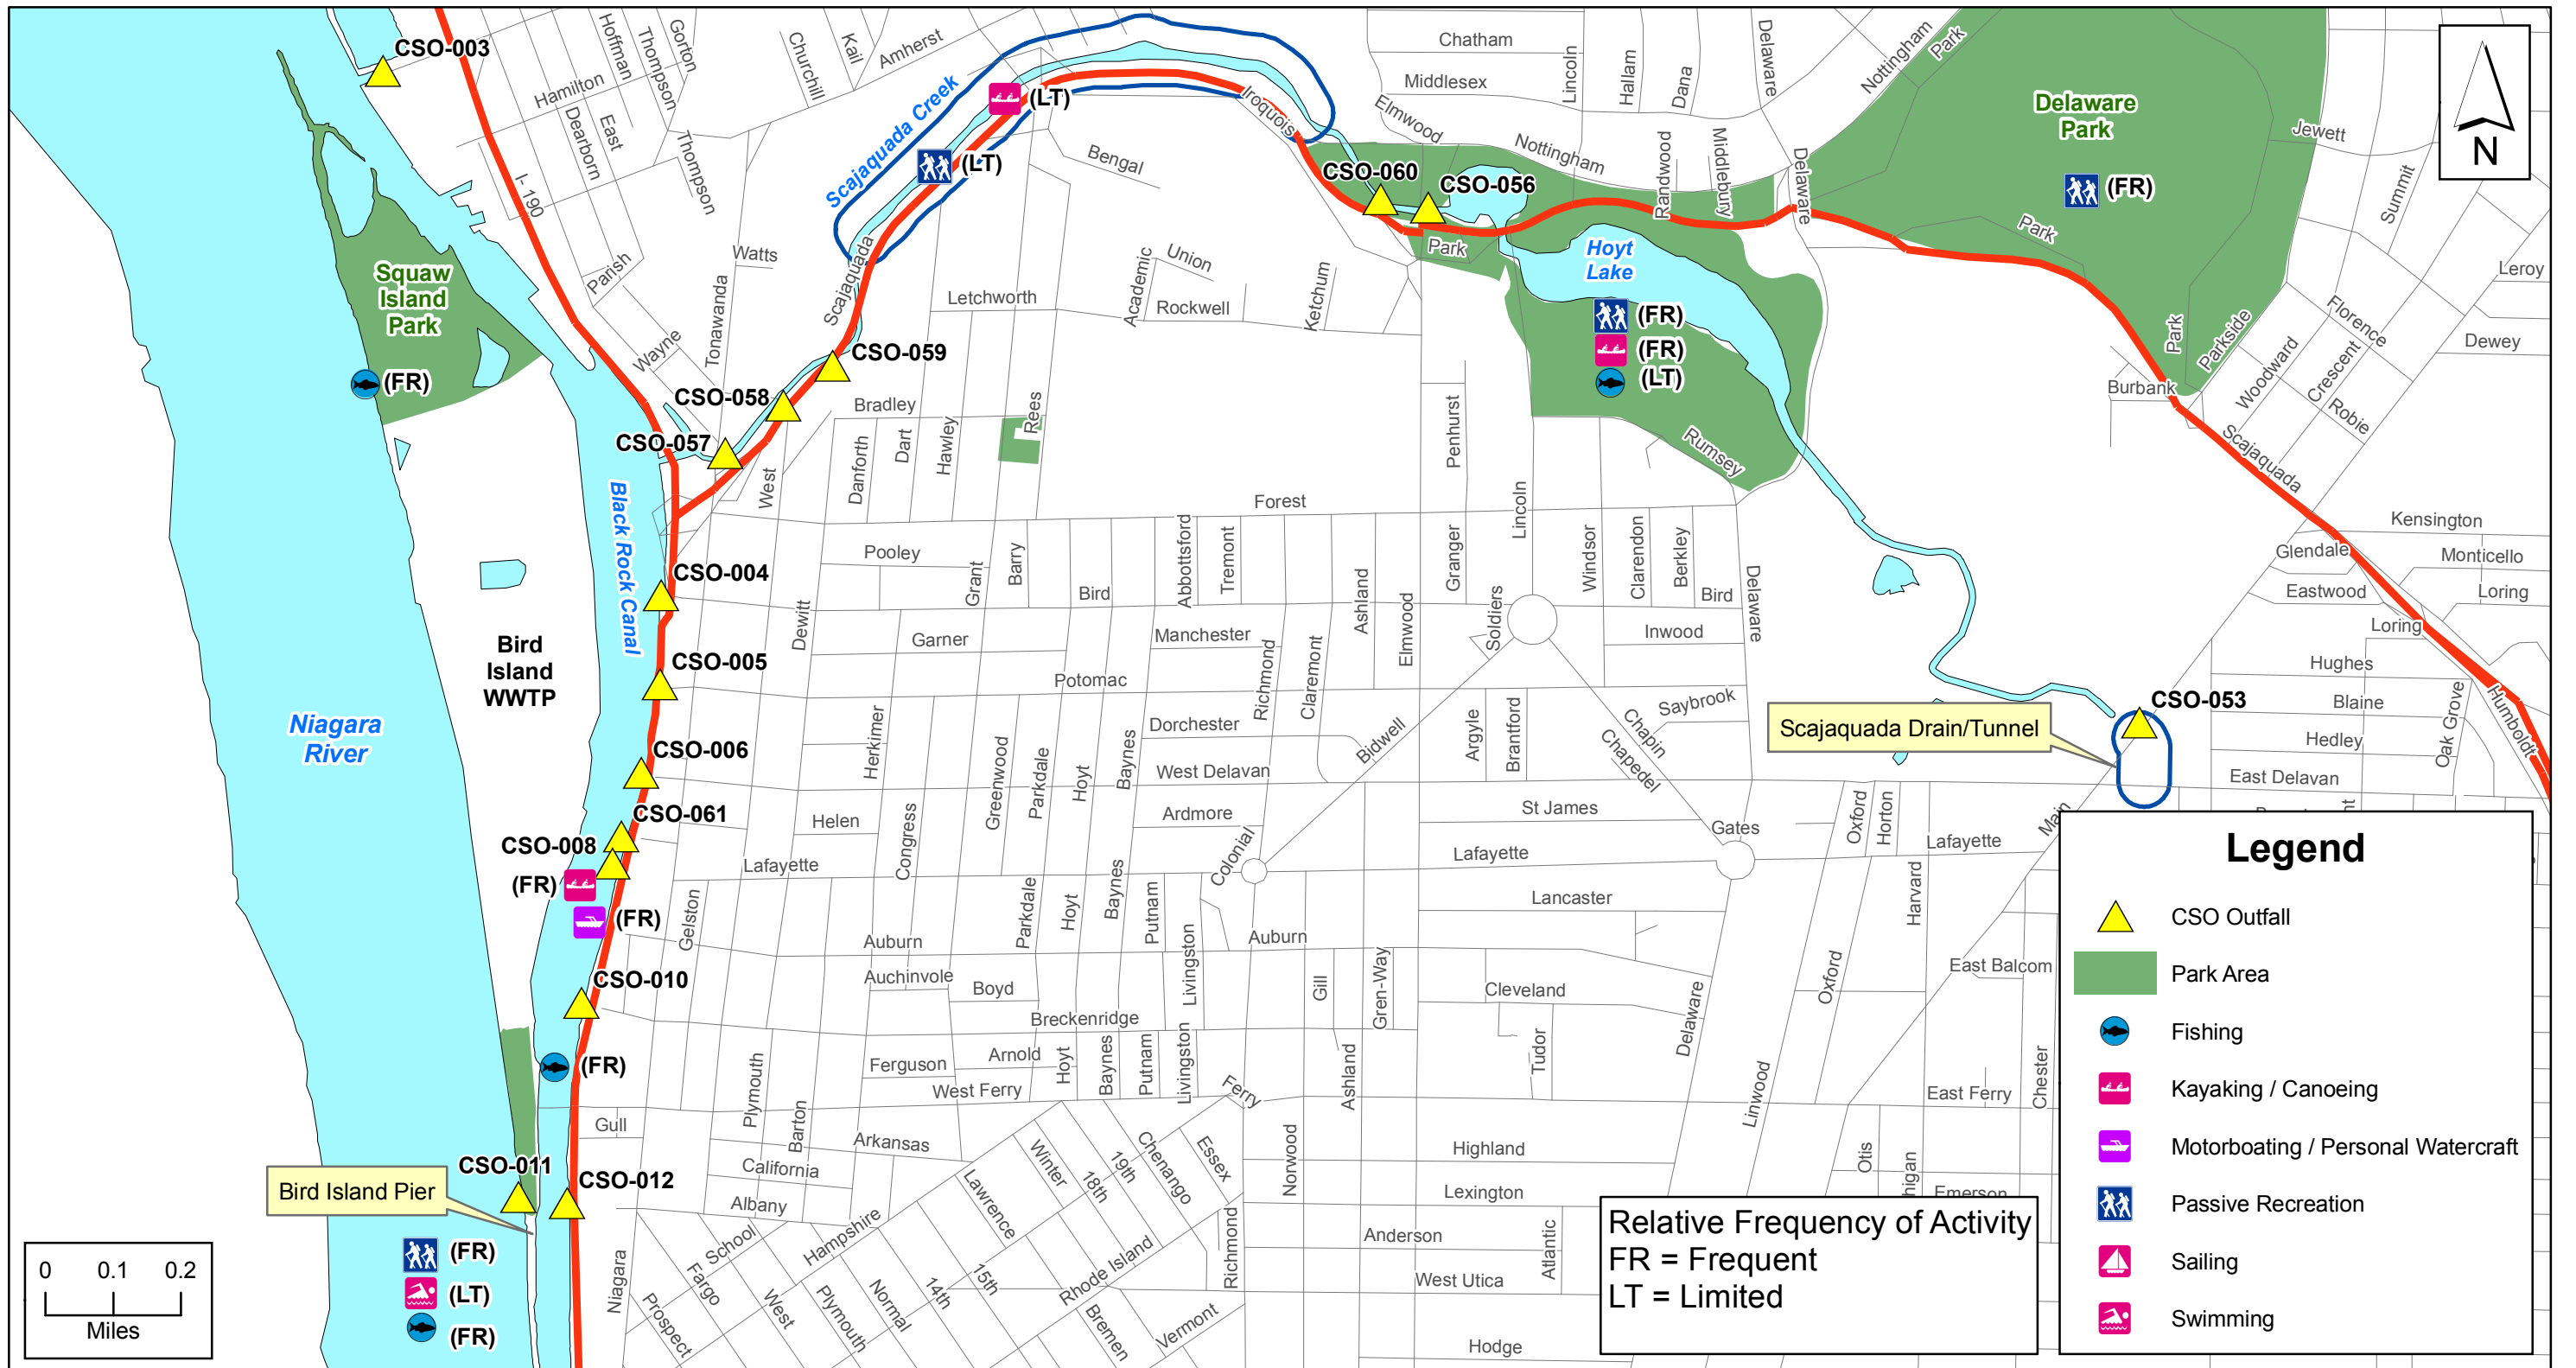 CSO-003
Hoffman
Thompson
Gorton
Churchill
Kail
Amherst
Hamilton
Dearborn
East
Thompson
I-190
Scajaquada Creek
(LT)
(LT)
Iroquois
Bengal
Chatham
Middlesex
Lincoln
Hallam
Dana
Delaware
Nottingham
Park
Elmwood
Nottingham
Randwood
Middlebury
Delaware
Delaware
Park
(FR)
Jewett
Summit
N
CSO-060
CSO-056
Park
Park
Leroy
Squaw
Island
Park
(FR)
Parish
Watts
Tonawanda
Wayne
Scajaquada
Letchworth
Academic
Union
Rockwell
Ketchum
Hoyt
Lake
(FR)
(FR)
(LT)
Park
Parkside
Florence
Woodward
Crescent
Robie
Dewey
Burbank
Scajaquada
CSO-059
CSO-058
CSO-057
Bradley
Danforth
Dart
Hawley
Rees
West
Penhurst
Rumsey
Forest
Lincoln
Kensington
Glendale
Monticello
Eastwood
Loring
Loring
Black Rock Canal
CSO-004
Pooley
Grant
Barry
Bird
Abbottsford
Tremont
Ashland
Elmwood
Granger
Soldiers
Windsor
Clarendon
Berkley
Bird
Delaware
Dewitt
Garner
Manchester
Inwood
Bird
Island
WWTP
CSO-005
Potomac
Richmond
Claremont
Hughes
Blaine
Hedley
Oak Grove
Humboldt
East Delavan
CSO-053
Scajaquada Drain/Tunnel
Niagara
River
CSO-006
Herkimer
Greenwood
Parkdale
Hoyt
Baynes
Dorchester
West Delavan
Bidwell
Argyle
Brantford
Saybrook
Chapin
Chapedel
CSO-061
CSO-008
Helen
Congress
Ardmore
St James
Gates
Oxford
Horton
Main
Lafayette
Lafayette
Colonial
Lafayette
(FR)
(FR)
Gelston
Parkdale
Hoyt
Baynes
Putnam
Lancaster
Harvard
Auburn
Auburn
Auchinvole
Boyd
Livingston
Gill
Gren-Way
Cleveland
Delaware
Oxford
East Balcom
CSO-010
Breckenridge
(FR)
Plymouth
Ferguson
Arnold
Hoyt
Baynes
Putnam
Livingston
Ashland
Tudor
Linwood
Chester
West Ferry
Ferry
East Ferry
Gull
Barton
Arkansas
Winter
18th
19th
Chenango
Essex
Norwood
Highland
Otis
higan
California
Albany
Lawrence
Lexington
Emerson
CSO-011
CSO-012
Bird Island Pier
School
Hampshire
Richmond
Anderson
Atlantic
Rhode Island
West Utica
(FR)
(LT)
(FR)
Niagara
Fargo
Prospect
West
Plymouth
Normal
14th
15th
Bremen
Vermont
Hodge
0 0.1 0.2
Miles
Relative Frequency of Activity
FR = Frequent
LT = Limited
Legend
CSO Outfall
Park Area
Fishing
Kayaking / Canoeing
Motorboating / Personal Watercraft
Passive Recreation
Sailing
Swimming